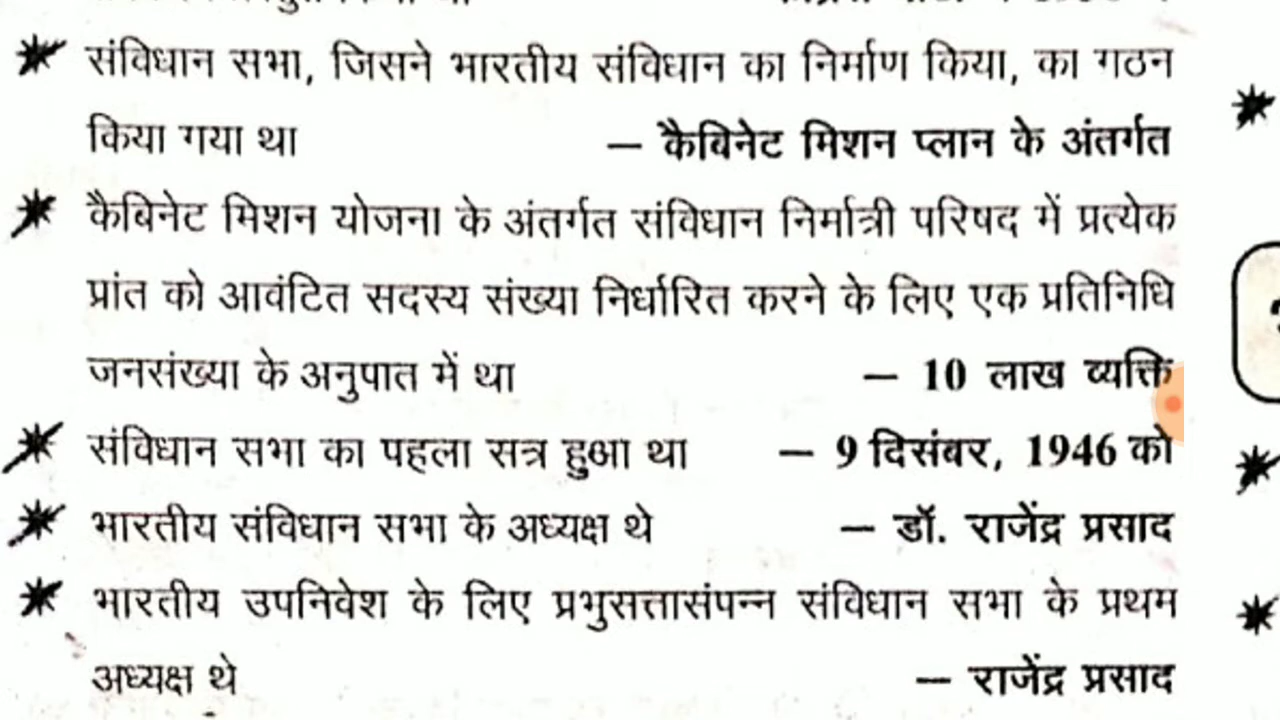 संविधान सभा, जिसने भारतीय संविधान का निर्माण किया, का गठन
किया गया था – कैबिनेट मिशन प्लान के अंतर्गत
कैबिनेट मिशन योजना के अंतर्गत संविधान निर्मात्री परिषद में प्रत्येक
प्रांत को आवंटित सदस्य संख्या निर्धारित करने के लिए एक प्रतिनिधि
जनसंख्या के अनुपात में था – 10 लाख व्यक्ति
संविधान सभा का पहला सत्र हुआ था – 9 दिसंबर, 1946 को
भारतीय संविधान सभा के अध्यक्ष थे – डॉ. राजेंद्र प्रसाद
भारतीय उपनिवेश के लिए प्रभुसत्तासंपन्न संविधान सभा के प्रथम
अध्यक्ष थे – राजेंद्र प्रसाद